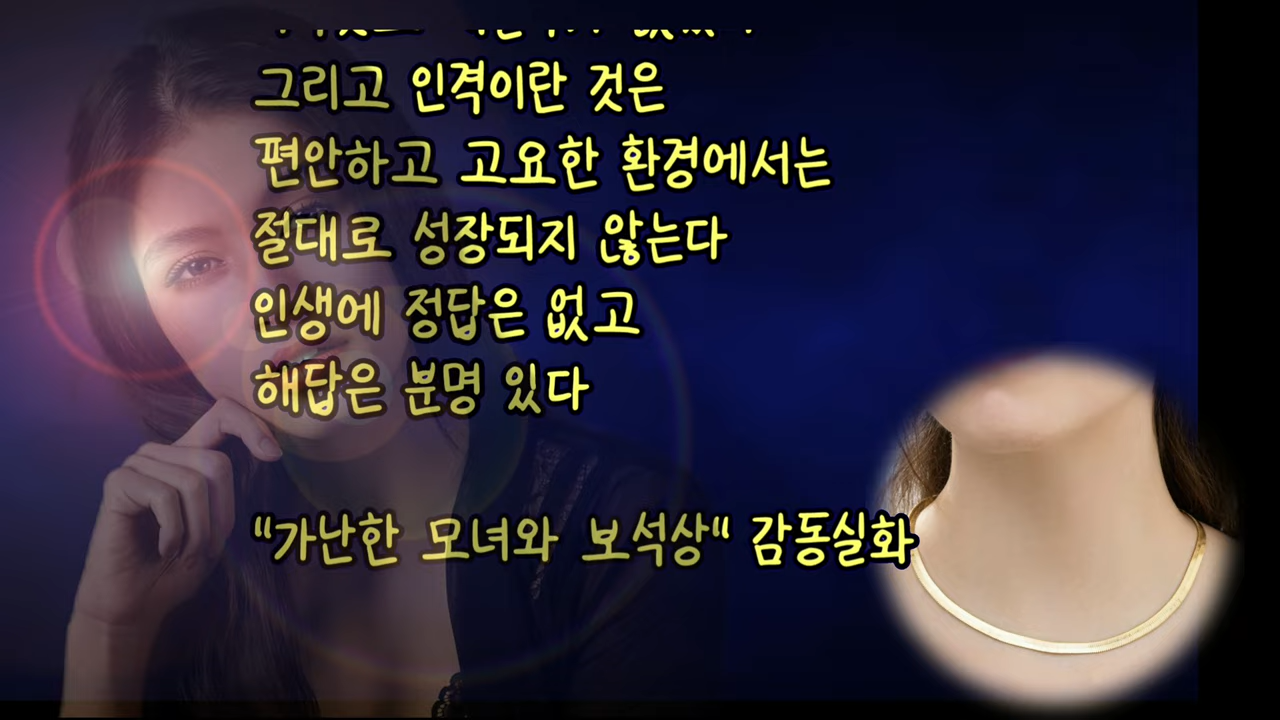 그리고 인격이란 것은
편안하고 고요한 환경에서는
절대로 성장되지 않는다
인생에 정답은 없고
해답은 분명 있다
"가난한 모녀와 보석상" 감동실화